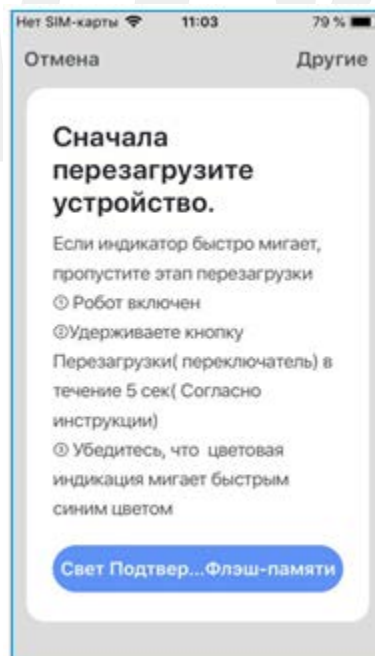 Нет SIM-карты 11:03 79 %
Отмена Другие
Сначала
перезагрузите
устройство.
Если индикатор быстро мигает,
пропустите этап перезагрузки
① Робот включен
②Удерживаете кнопку
Перезагрузки( переключатель) в
течение 5 сек( Согласно
инструкции)
③ Убедитесь, что цветовая
индикация мигает быстрым
синим цветом
Свет Подтвер...Флэш-памяти